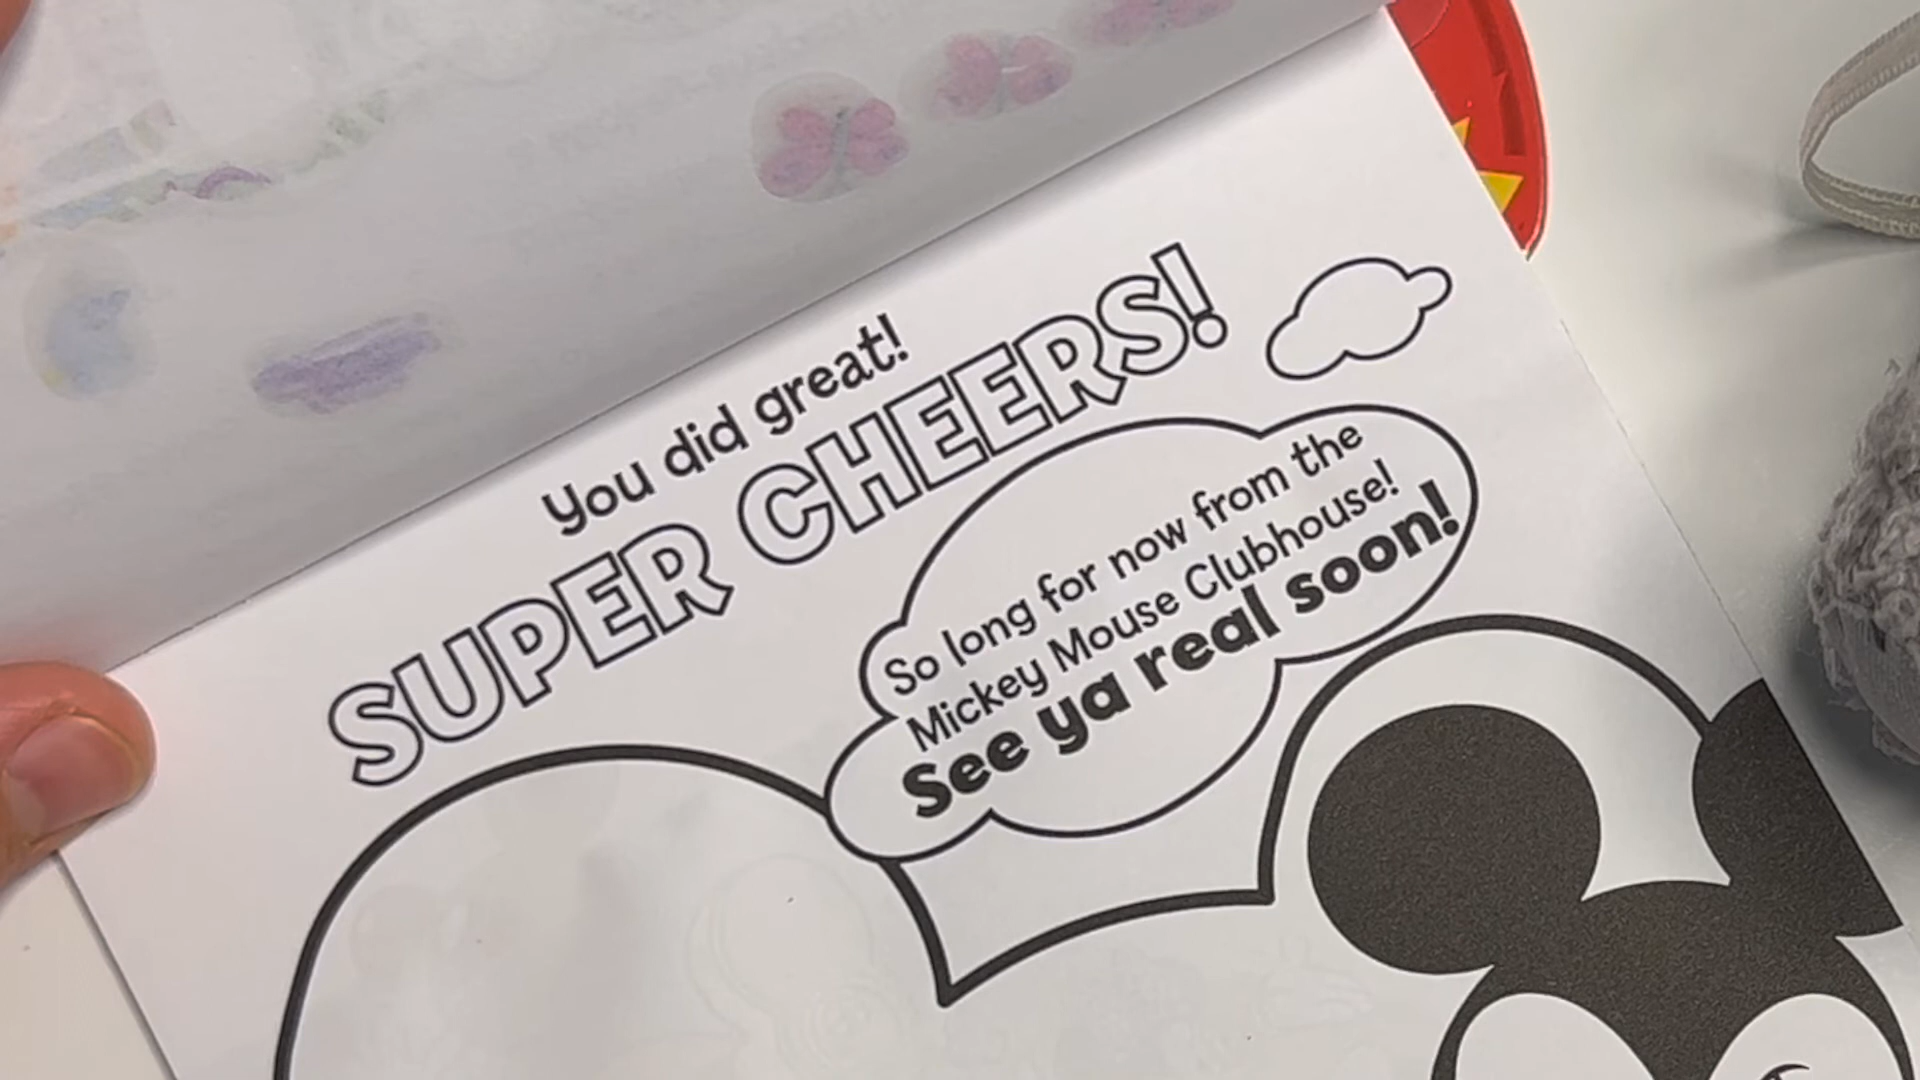 You did great!
SUPER CHEERS!
So long for now from the
Mickey Mouse Clubhouse!
See ya real soon!